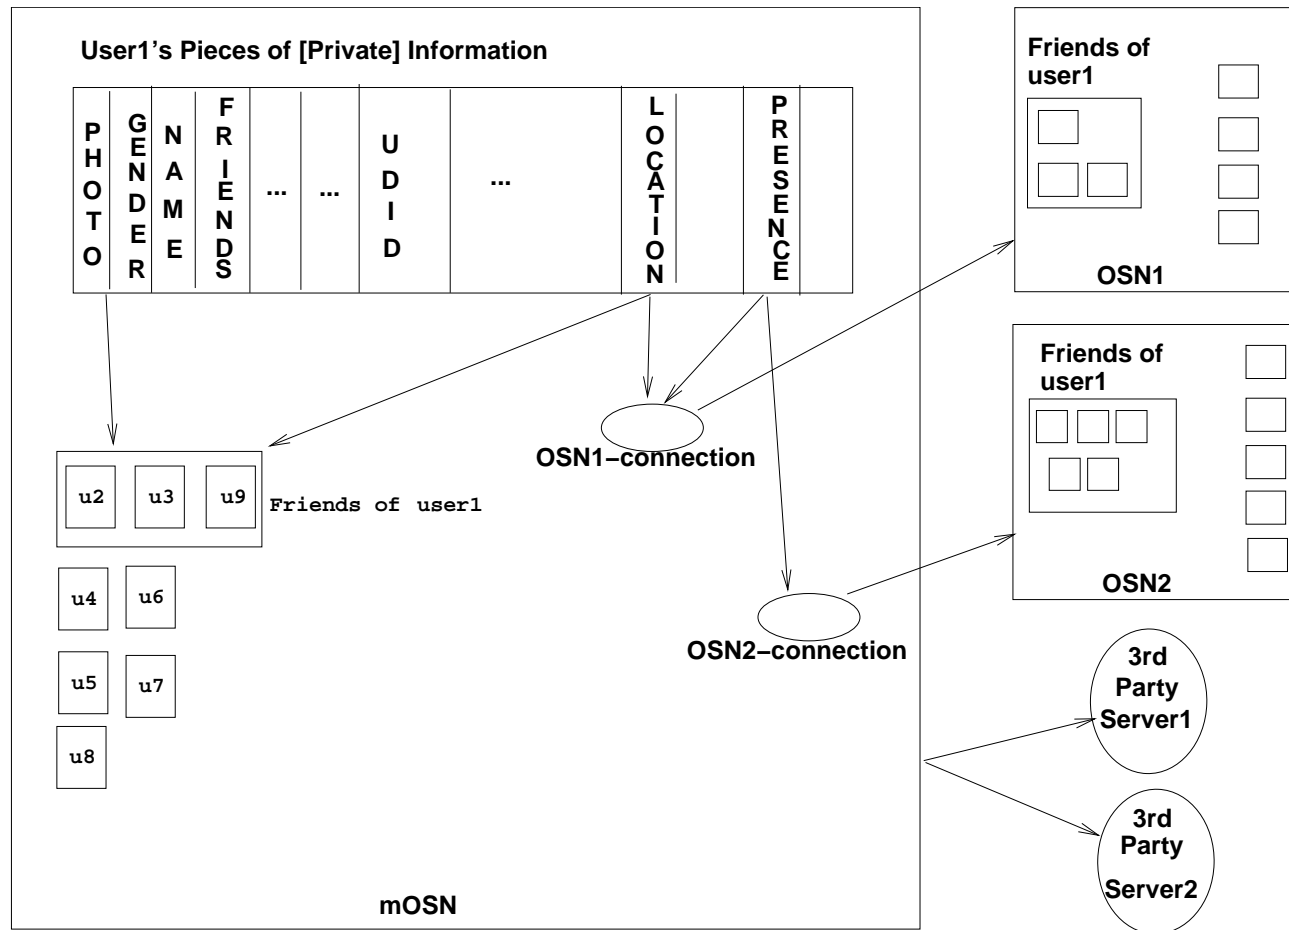 User1's Pieces of [Private] Information
PHOTO
GENDER
NAME
FRIENDS
...
...
UDID
...
LOCATION
PRESENCE
Friends of
user1
OSN1
Friends of
user1
OSN2
OSN1–connection
u2 u3 u9
Friends of user1
u4 u6
OSN2–connection
u5 u7
u8
3rd
Party
Server1
3rd
Party
Server2
mOSN